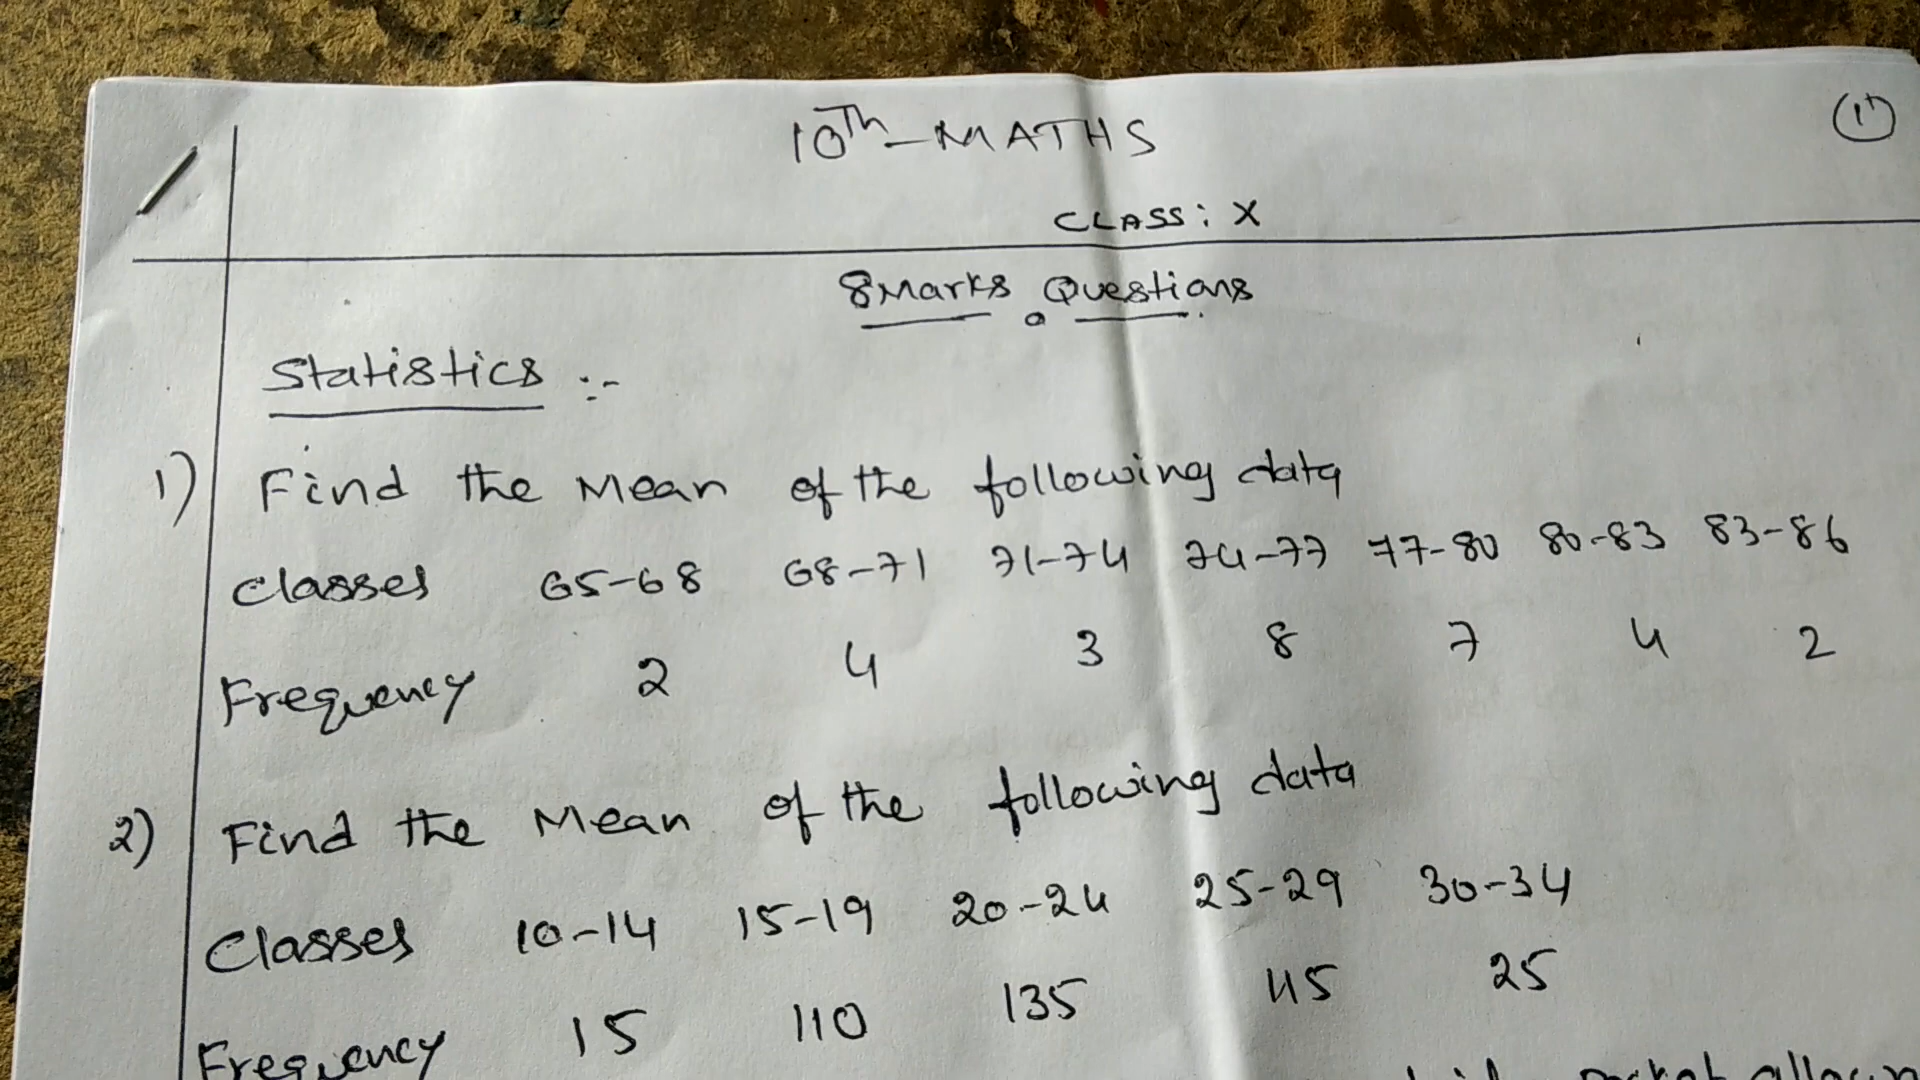 10Th-MATHS
(1)
CLASS: X
8Marks Questions
Statistics :-
1) Find the Mean of the following data
Classes 65-68 68-71 71-74 74-77 77-80 80-83 83-86
Frequency 2 4 3 8 7 4 2
2) Find the Mean of the following data
Classes 10-14 15-19 20-24 25-29 30-34
Frequency 15 110 135 115 25